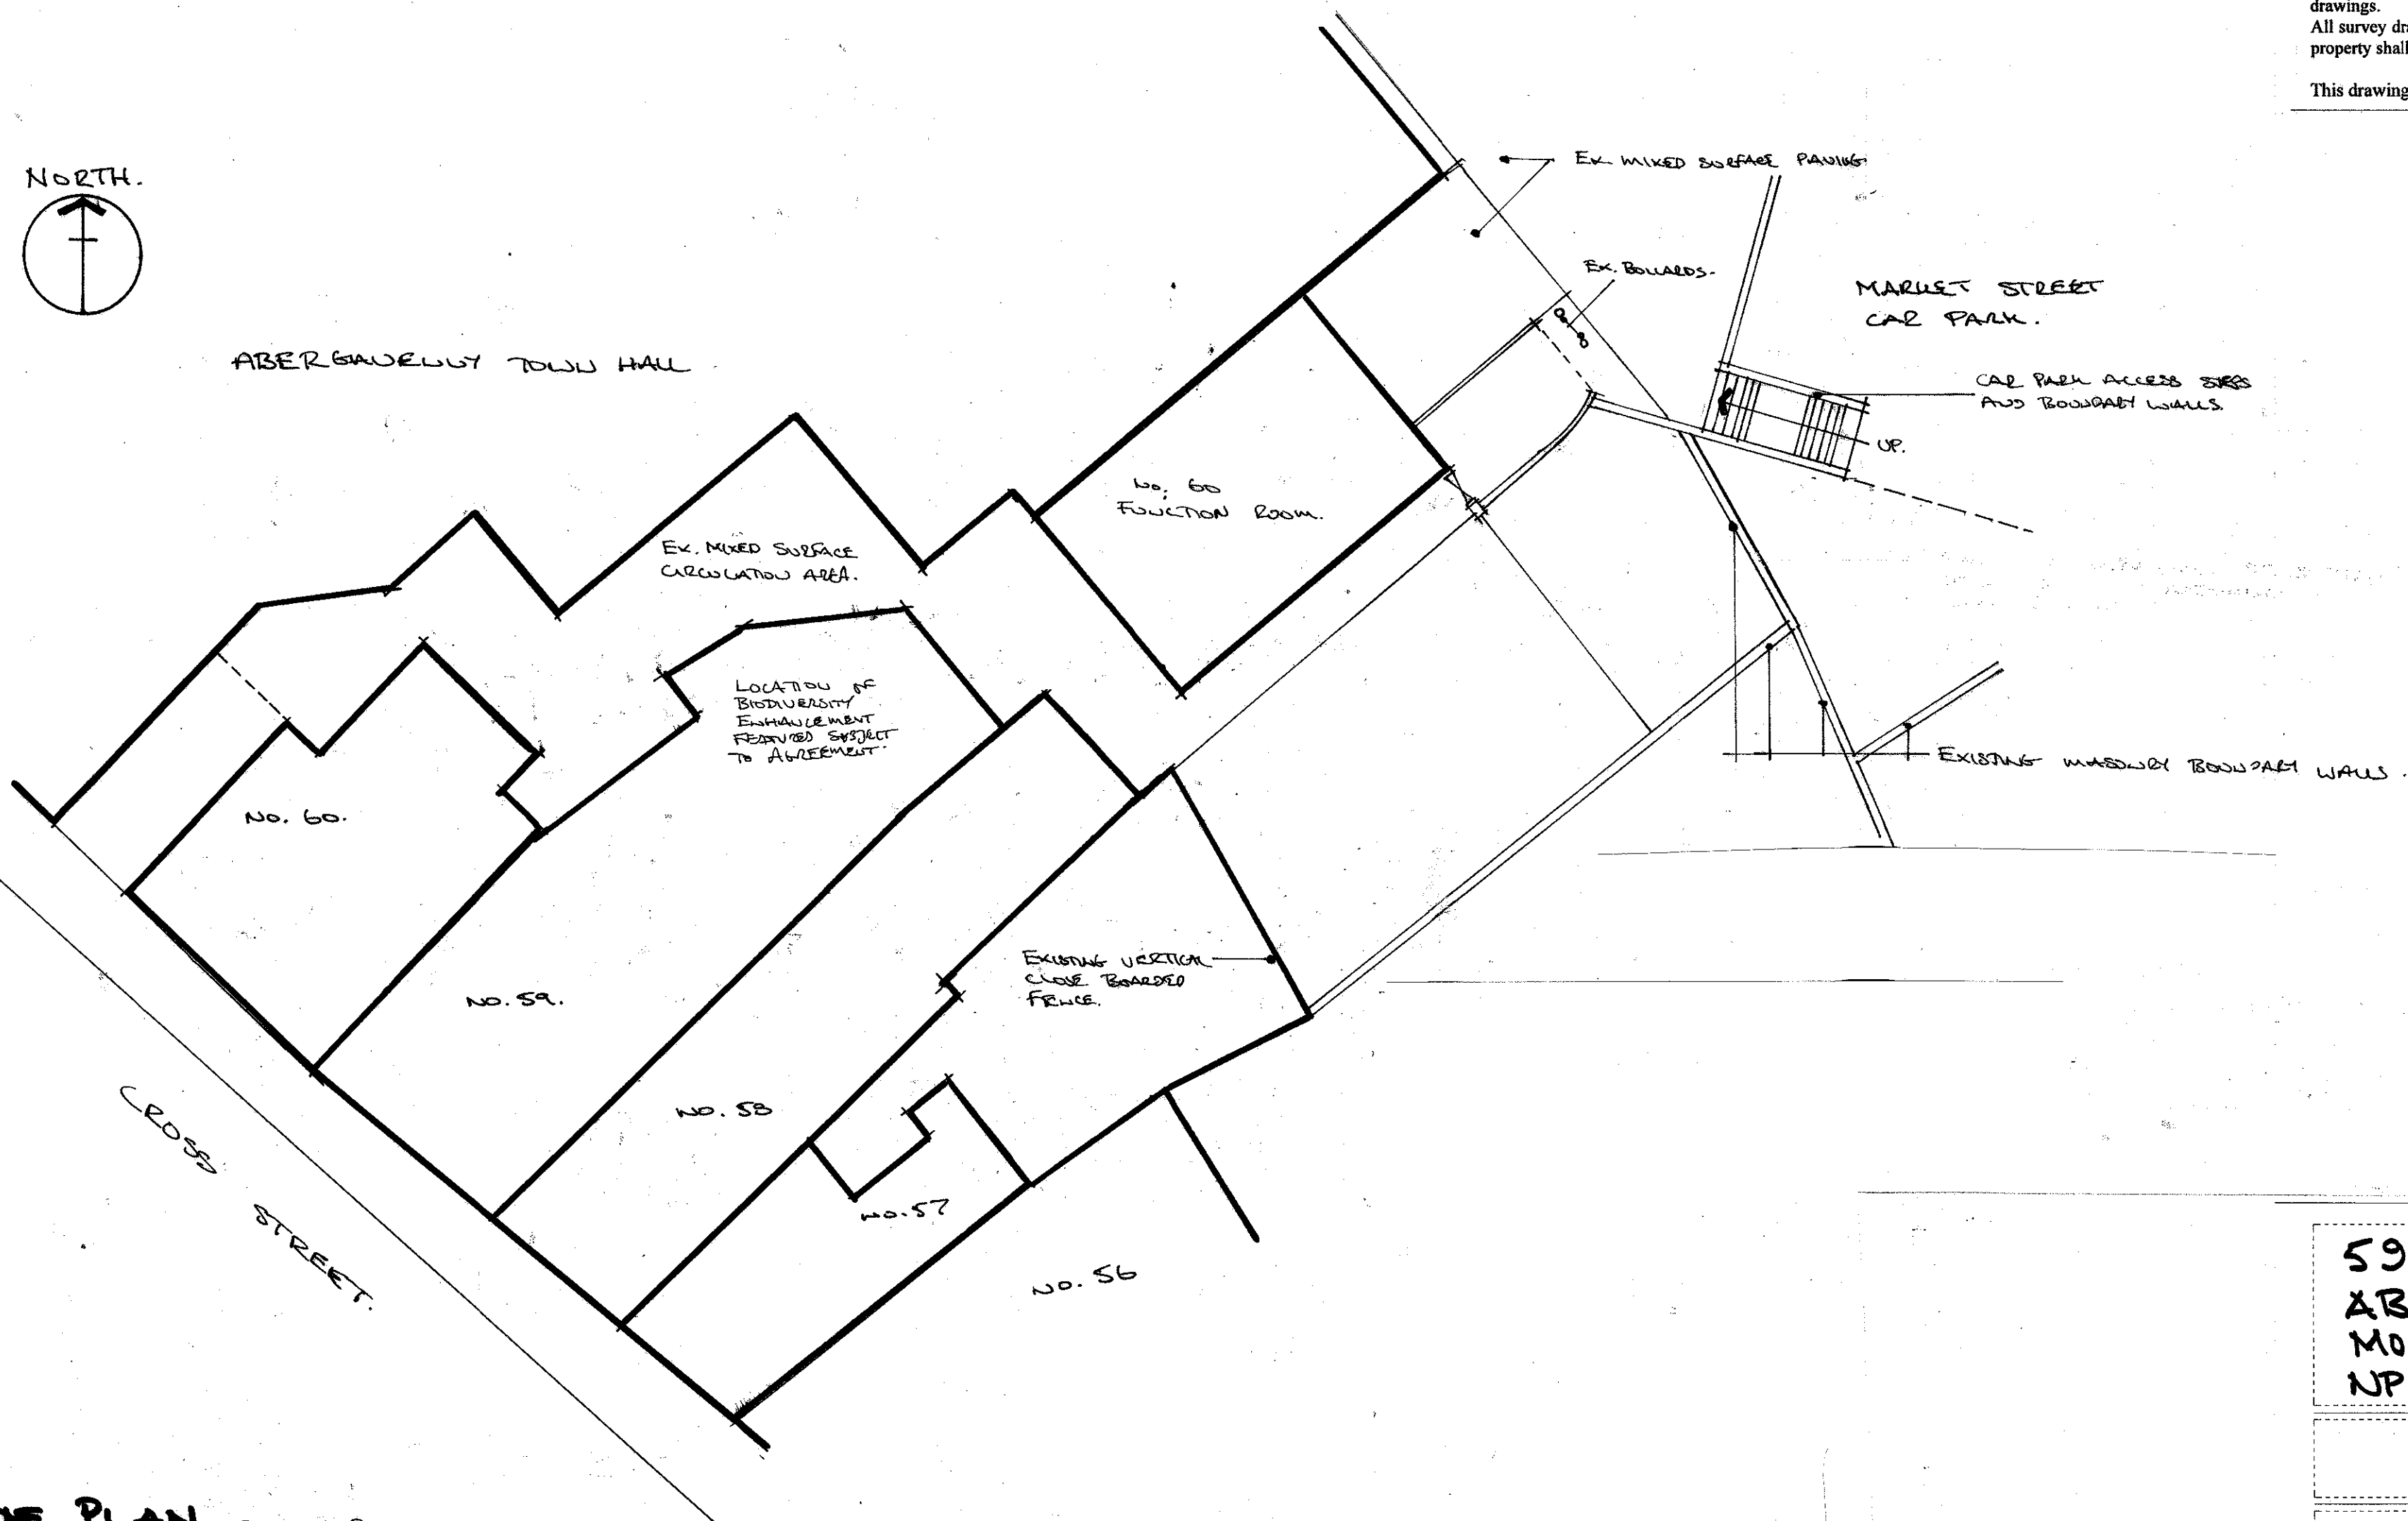 drawings.
All survey
property shall
This drawing
NORTH.
EX. MIXED SURFACE PAVING
EX. BOLLARDS.
MARKET STREET
CAR PARK.
ABERGAVENNY TOWN HALL
CAR PARK ACCESS STEPS
AND BOUNDARY WALLS.
UP.
NO. 60
FUNCTION ROOM.
EX. MIXED SURFACE
CIRCULATION AREA.
LOCATION OF
BIODIVERSITY
ENHANCEMENT
FEATURES SUBJECT
TO AGREEMENT.
EXISTING MASONRY BOUNDARY WALLS.
NO. 60.
EXISTING VERTICAL
CLOSE BOARDED
FENCE.
NO. 59.
NO. 58
CROSS STREET.
NO. 57
NO. 56
59
AB
MO
NP
PLAN